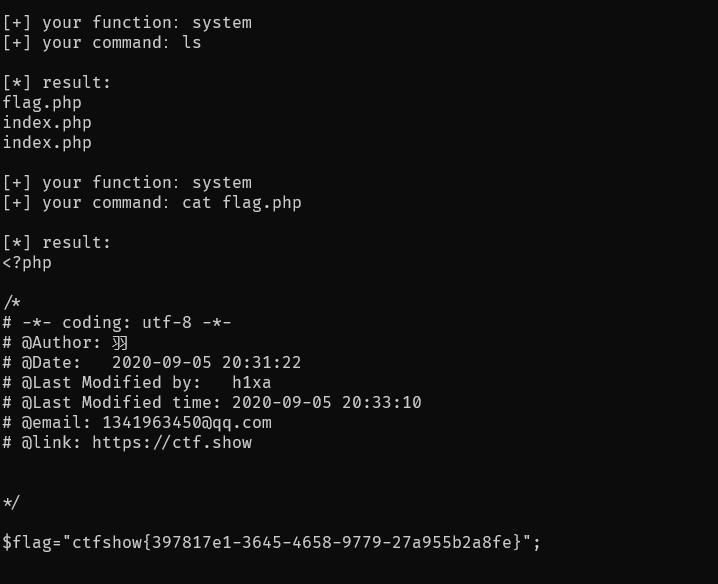 [+] your function: system
[+] your command: ls
[*] result:
flag.php
index.php
index.php
[+] your function: system
[+] your command: cat flag.php
[*] result:
<?php
/*
# -*- coding: utf-8 -*-
# @Author: 羽
# @Date:   2020-09-05 20:31:22
# @Last Modified by:   h1xa
# @Last Modified time: 2020-09-05 20:33:10
# @email: 1341963450@qq.com
# @link: https://ctf.show
*/
$flag="ctfshow{397817e1-3645-4658-9779-27a955b2a8fe}";